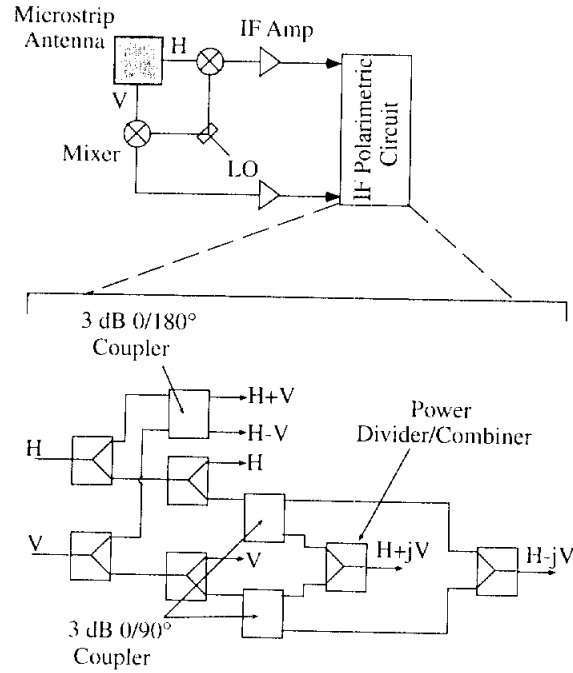 Microstrip
Antenna
H
IF Amp
V
Mixer
LO
IF Polarimetric
Circuit
3 dB 0/180°
Coupler
H+V
H-V
Power
Divider/Combiner
H
H
V
V
H+jV
H-jV
3 dB 0/90°
Coupler